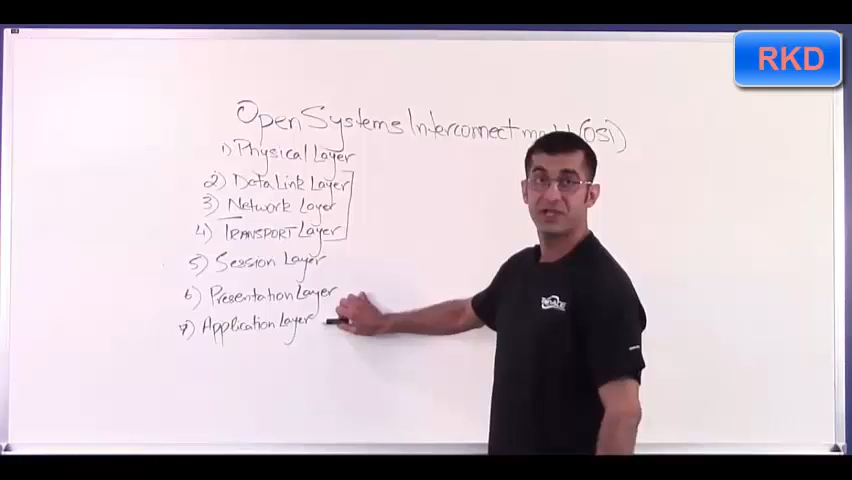 RKD
Open Systems Interconnect (OSI)
1) Physical Layer
2) Data Link Layer
3) Network Layer
4) TRANSPORT Layer
5) Session Layer
6) Presentation Layer
7) Application Layer